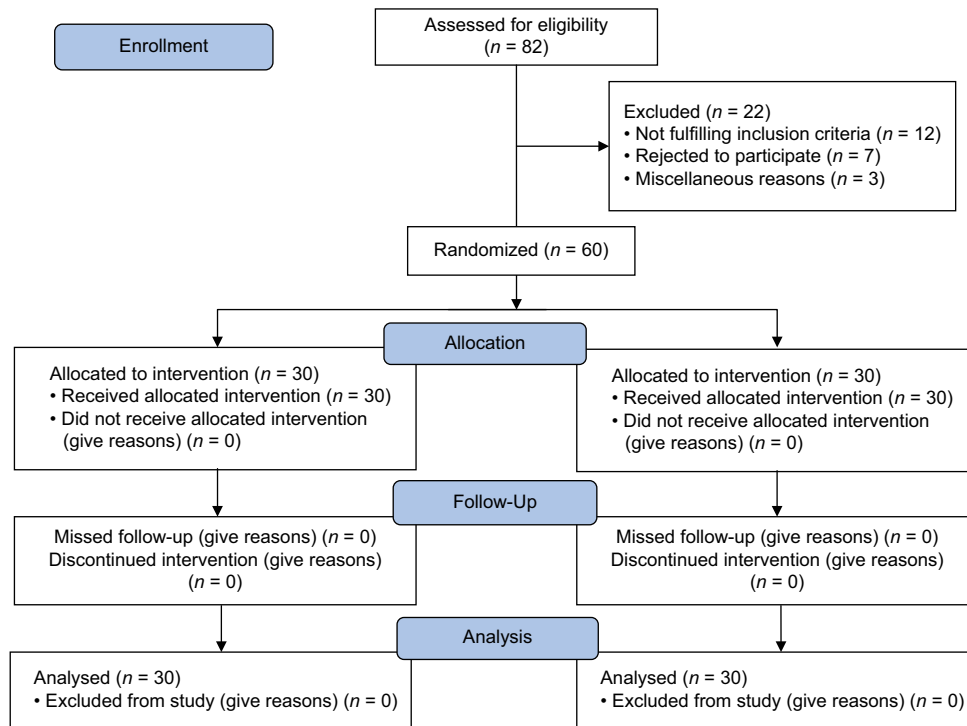 Enrollment
Assessed for eligibility
(n = 82)
Excluded (n = 22)
• Not fulfilling inclusion criteria (n = 12)
• Rejected to participate (n = 7)
• Miscellaneous reasons (n = 3)
Randomized (n = 60)
Allocation
Allocated to intervention (n = 30)
• Received allocated intervention (n = 30)
• Did not receive allocated intervention
(give reasons) (n = 0)
Allocated to intervention (n = 30)
• Received allocated intervention (n = 30)
• Did not receive allocated intervention
(give reasons) (n = 0)
Follow-Up
Missed follow-up (give reasons) (n = 0)
Discontinued intervention (give reasons)
(n = 0)
Missed follow-up (give reasons) (n = 0)
Discontinued intervention (give reasons)
(n = 0)
Analysis
Analysed (n = 30)
• Excluded from study (give reasons) (n = 0)
Analysed (n = 30)
• Excluded from study (give reasons) (n = 0)